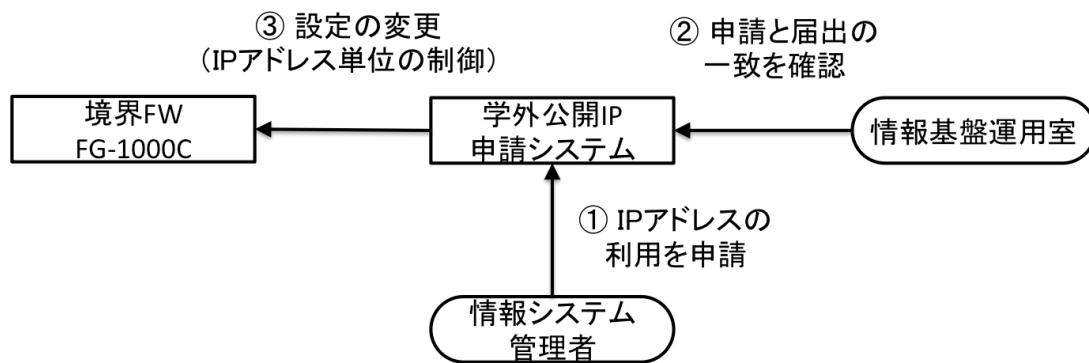 ③ 設定の変更
（IPアドレス単位の制御）
② 申請と届出の
一致を確認
境界FW
FG-1000C
学外公開IP
申請システム
情報基盤運用室
① IPアドレスの
利用を申請
情報システム
管理者